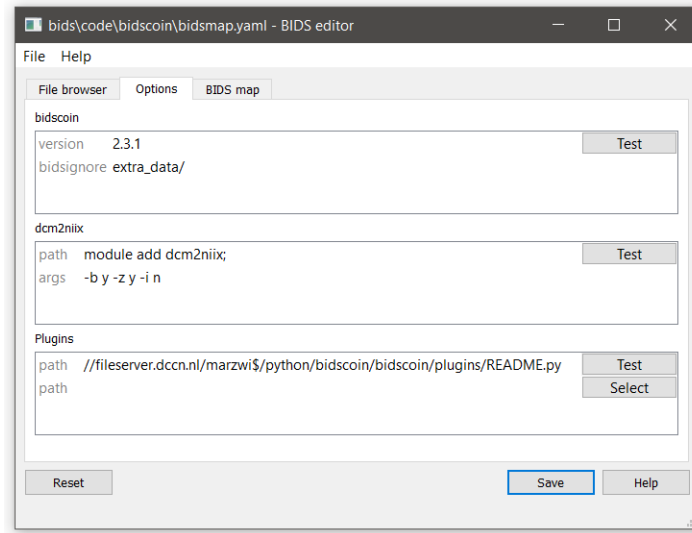 bids\code\bidscoin\bidsmap.yaml - BIDS editor
File Help
File browser Options BIDS map
bidscoin
version 2.3.1 Test
bidsignore extra_data/
dcm2niix
path module add dcm2niix; Test
args -b y -z y -i n
Plugins
path //fileserver.dccn.nl/marzwi$/python/bidscoin/bidscoin/plugins/README.py Test
path Select
Reset Save Help